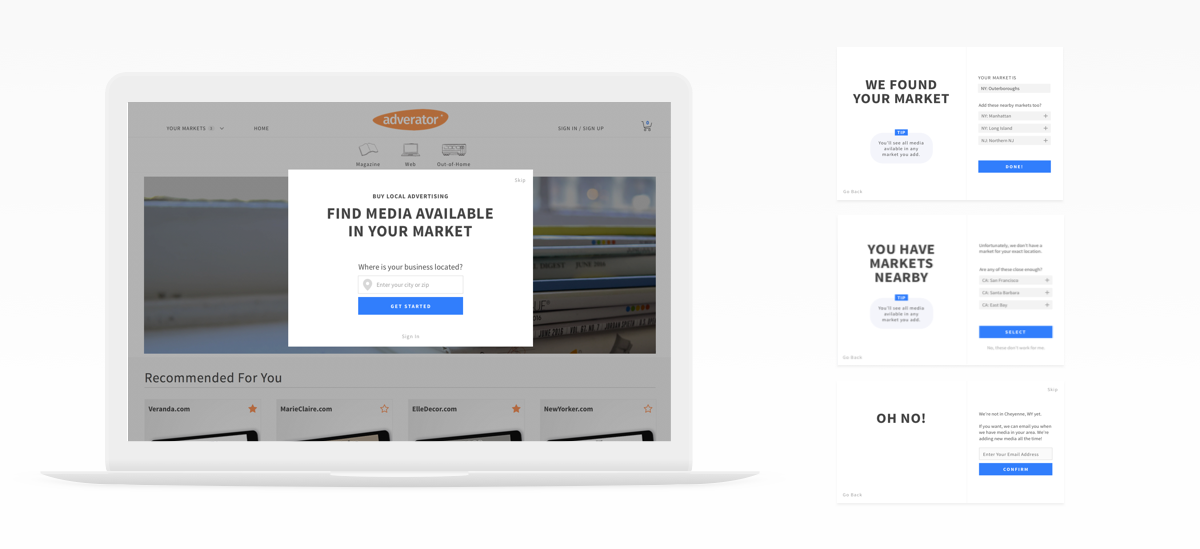 adverator
YOUR MARKETS
HOME
SIGN IN / SIGN UP
0
Magazine
Web
Out-of-Home
Skip
BUY LOCAL ADVERTISING
FIND MEDIA AVAILABLE
IN YOUR MARKET
Where is your business located?
Enter your city or zip
GET STARTED
Sign In
DIGEST JUNE 2016
Recommended For You
Veranda.com
MarieClaire.com
ElleDecor.com
NewYorker.com
WE FOUND
YOUR MARKET
TIP
You'll see all media
avilable in any
market you add.
Go Back
YOUR MARKET IS
NY: Outerboroughs
Add these nearby markets too?
NY: Manhattan +
NY: Long Island +
NJ: Northern NJ +
DONE!
YOU HAVE
MARKETS
NEARBY
TIP
You'll see all media
avilable in any
market you add.
Go Back
Unfortunately, we don't have a
market for your exact location.
Are any of these close enough?
CA: San Francisco +
CA: Santa Barbara +
CA: East Bay +
SELECT
No, these don't work for me
Skip
OH NO!
Go Back
We're not in Cheyenne, WY yet.
If you want, we can email you when
we have media in your area. We're
adding new media all the time!
Enter Your Email Address
CONFIRM